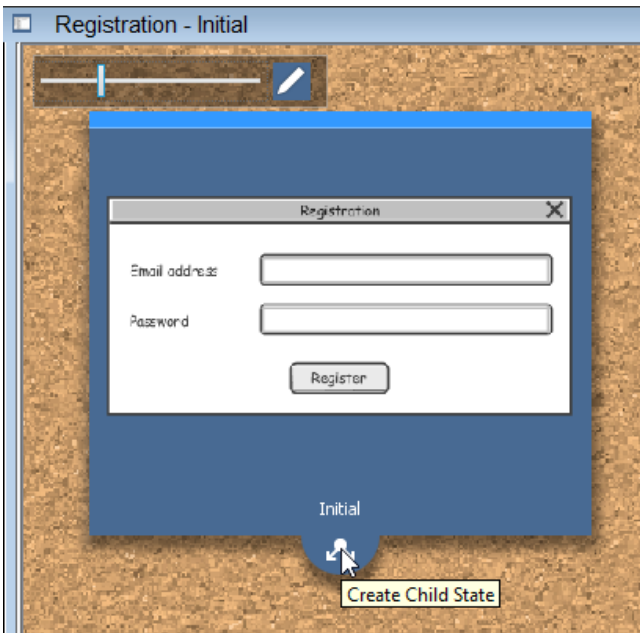 Registration - Initial
Registration
Email address
Password
Register
Initial
Create Child State